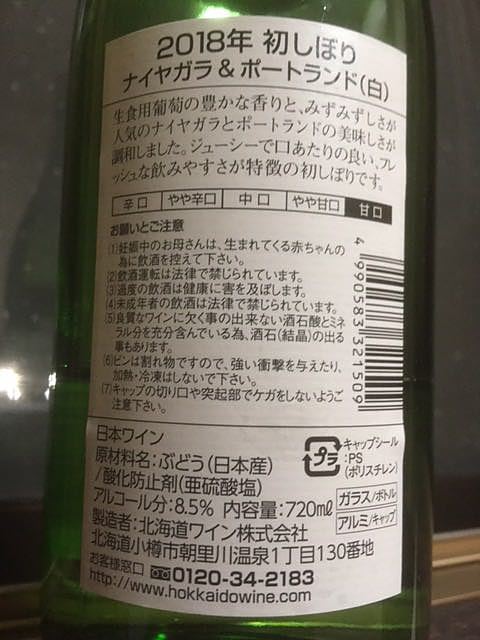 2018年 初しぼり
ナイヤガラ & ポートランド(白)
生食用葡萄の豊かな香りと、みずみずしさが
人気のナイヤガラとポートランドの美味しさが
調和しました。ジューシーで口あたりの良い、フレ
ッシュな飲みやすさが特徴の初しぼりです。
辛口 やや辛口 中口 やや甘口 甘口
お願いとご注意
(1)妊娠中のお母さんは、生まれてくる赤ちゃんの
為に飲酒を控えて下さい。
(2)飲酒運転は法律で禁じられています。
(3)過度の飲酒は健康に害を及ぼします。
(4)未成年者の飲酒は法律で禁じられています。
(5)良質なワインに欠く事の出来ない酒石酸とミネ
ラル分を充分含んでいる為、酒石(結晶)の出る
事もあります。
(6)ビンは割れ物ですので、強い衝撃を与えたり、
加熱・冷凍はしないで下さい。
(7)キャップの切り口や突起部でケガをしないようご
注意下さい。
4 990583 321509
日本ワイン
原材料名:ぶどう(日本産)
/酸化防止剤(亜硫酸塩)
アルコール分:8.5% 内容量:720mℓ
製造者:北海道ワイン株式会社
北海道小樽市朝里川温泉1丁目130番地
お客様窓口 0120-34-2183
http://www.hokkaidowine.com
プラ
キャップシール
:PS
(ポリスチレン)
ガラス/ボトル
アルミ/キャップ